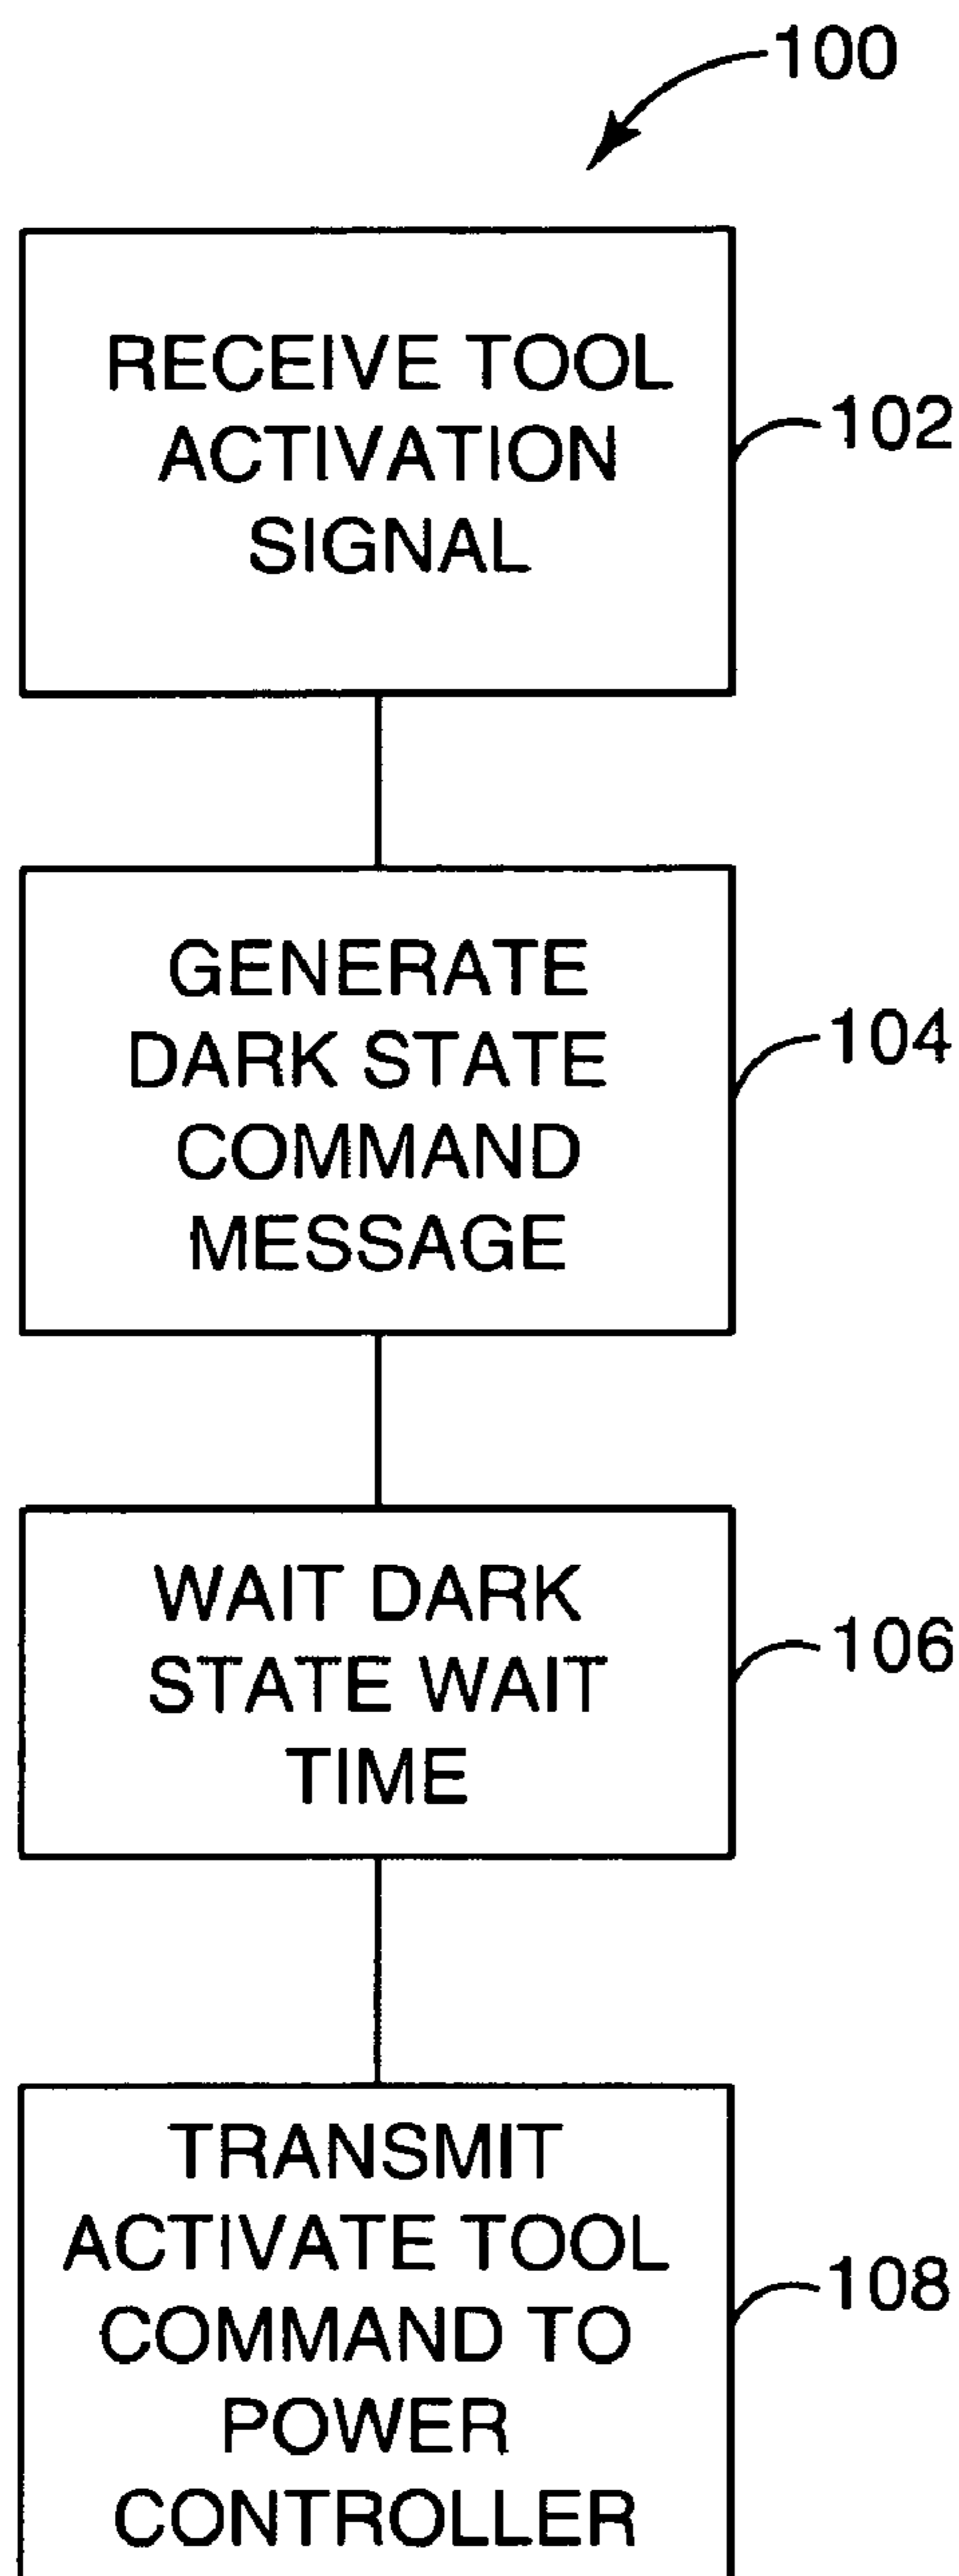 100
RECEIVE TOOL
ACTIVATION
SIGNAL
102
GENERATE
DARK STATE
COMMAND
MESSAGE
104
WAIT DARK
STATE WAIT
TIME
106
TRANSMIT
ACTIVATE TOOL
COMMAND TO
POWER
CONTROLLER
108